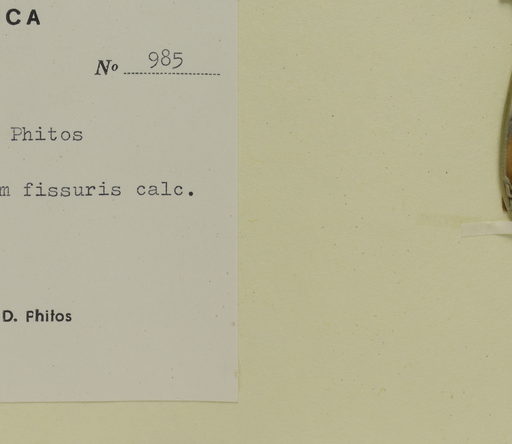 CA
No 985
Phitos
m fissuris calc.
D. Phitos